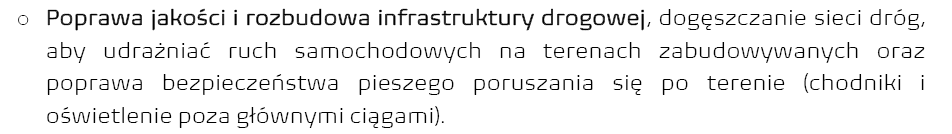 ○ Poprawa jakości i rozbudowa infrastruktury drogowej, dogęszczanie sieci dróg,
aby udrażniać ruch samochodowych na terenach zabudowywanych oraz
poprawa bezpieczeństwa pieszego poruszania się po terenie (chodniki i
oświetlenie poza głównymi ciągami).